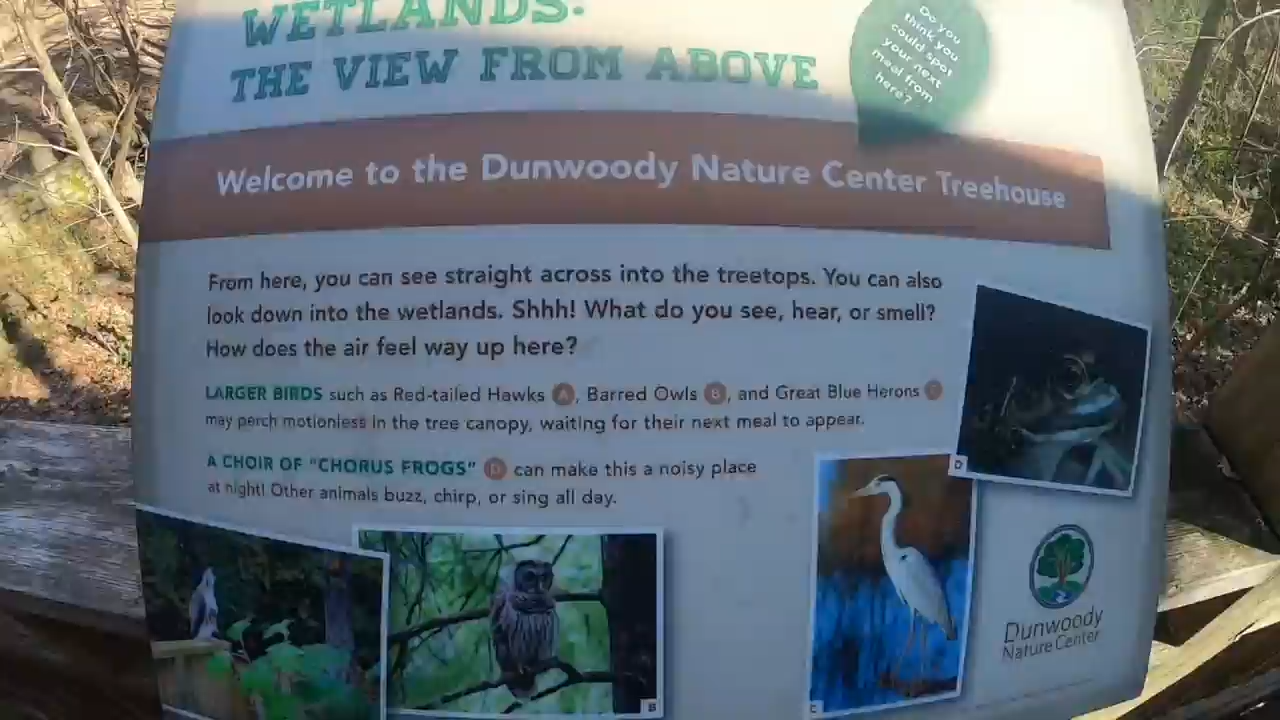 WETLANDS:
THE VIEW FROM ABOVE
Do you
think you
could spot
your next
meal from
here?
Welcome to the Dunwoody Nature Center Treehouse
From here, you can see straight across into the treetops. You can also
look down into the wetlands. Shhh! What do you see, hear, or smell?
How does the air feel way up here?
LARGER BIRDS such as Red-tailed Hawks A, Barred Owls B, and Great Blue Herons C
may perch motionless in the tree canopy, waiting for their next meal to appear.
A CHOIR OF "CHORUS FROGS" D can make this a noisy place
at night! Other animals buzz, chirp, or sing all day.
D
B
C
Dunwoody
Nature Center